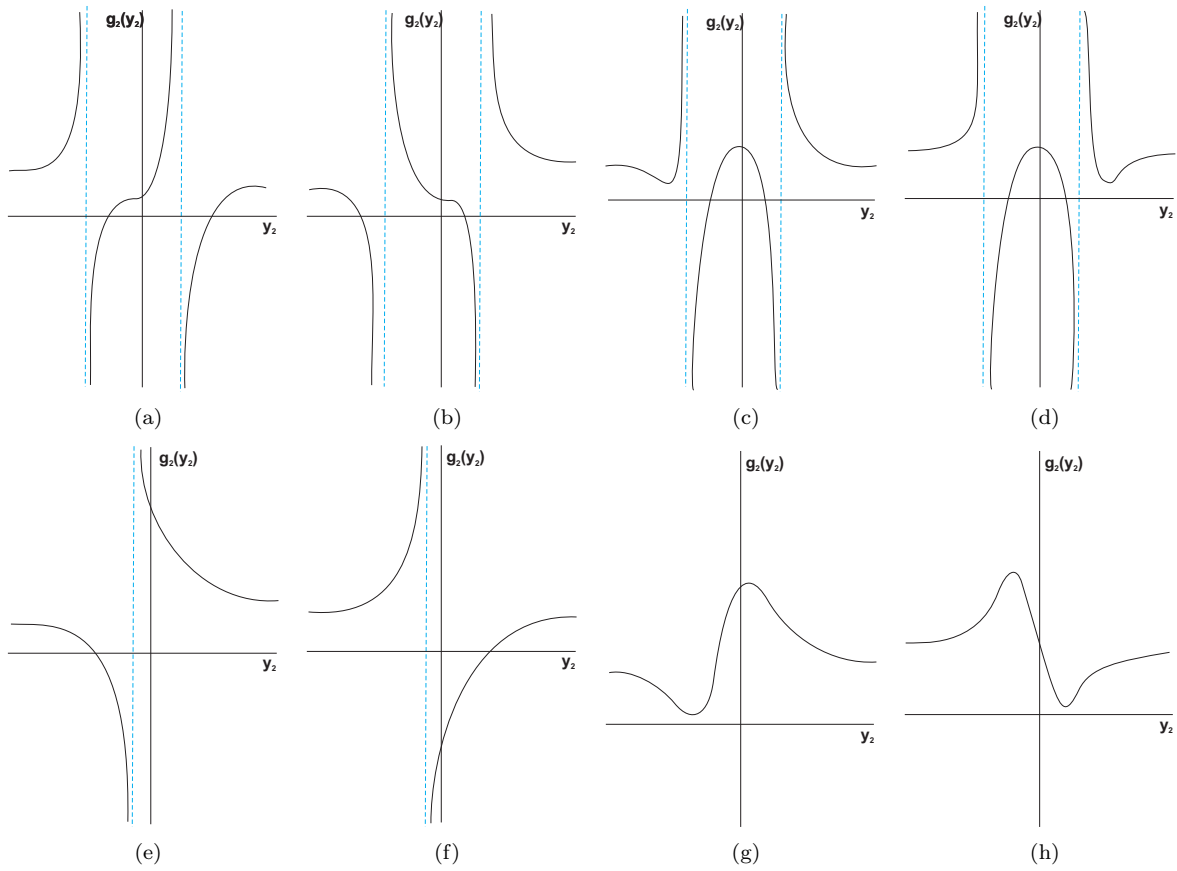 g₂(y₂) g₂(y₂) g₂(y₂) g₂(y₂)
y₂ y₂ y₂ y₂
(a) (b) (c) (d)
g₂(y₂) g₂(y₂) g₂(y₂) g₂(y₂)
y₂ y₂ y₂ y₂
(e) (f) (g) (h)